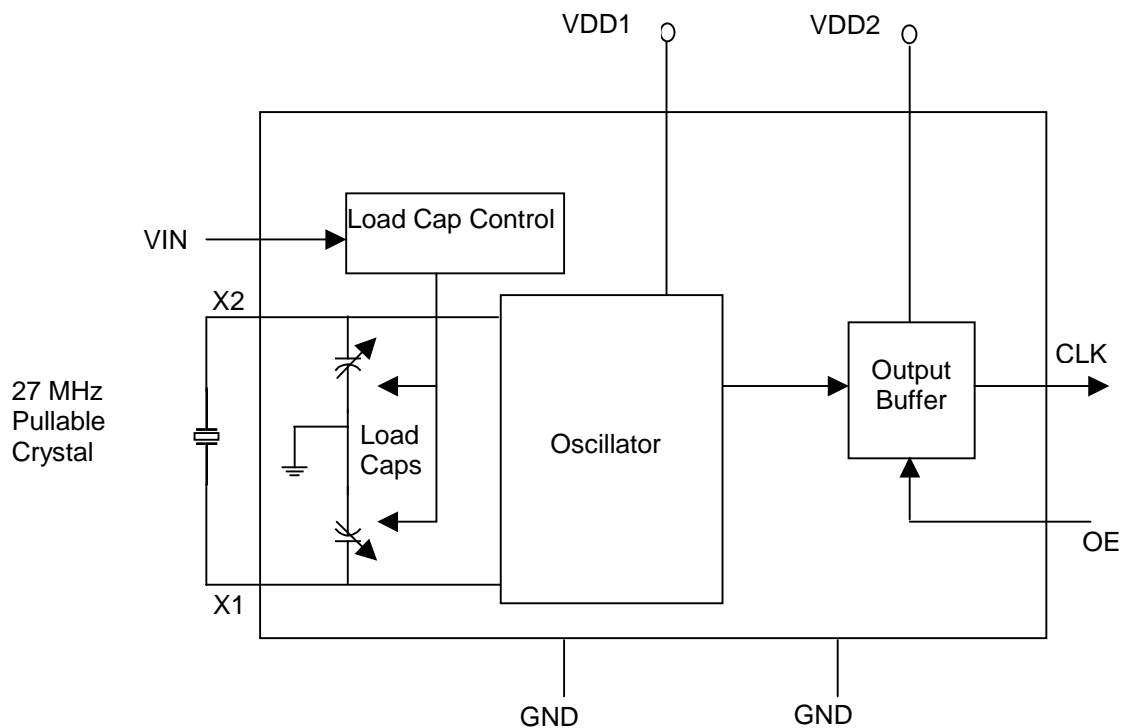 VDD1
VDD2
Load Cap Control
VIN
X2
CLK
27 MHz
Pullable
Crystal
Output
Buffer
Load
Caps
Oscillator
OE
X1
GND
GND